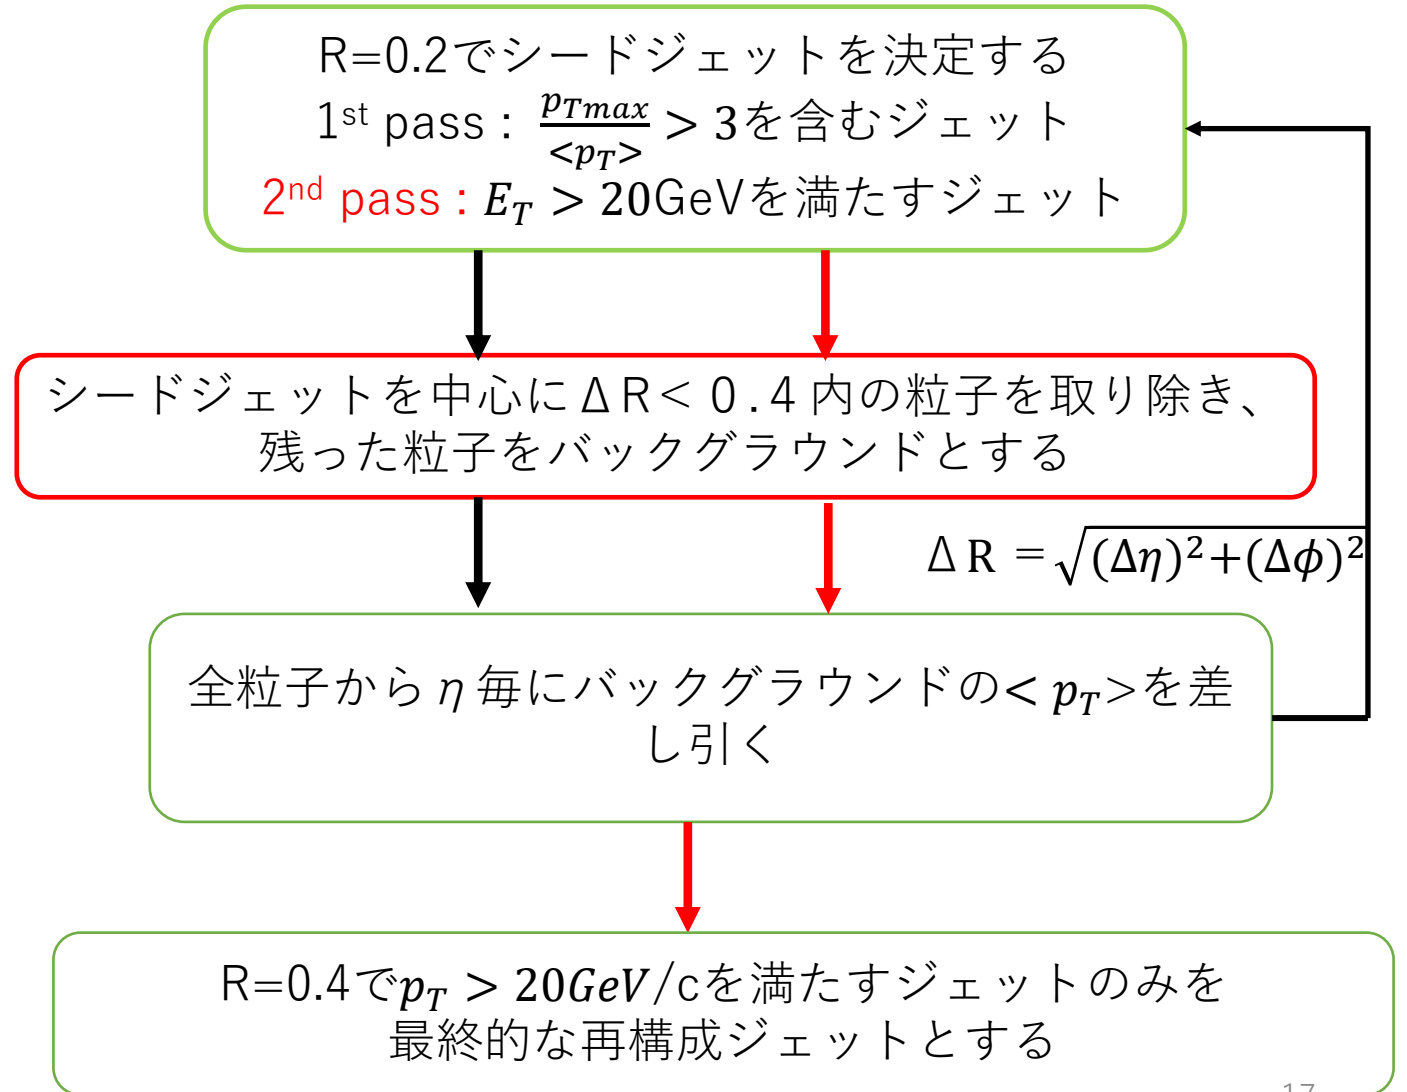 R=0.2でシードジェットを決定する
1st pass : p_Tmax/<p_T> > 3を含むジェット
2nd pass : E_T > 20GeVを満たすジェット
シードジェットを中心にΔR<0.4内の粒子を取り除き、
残った粒子をバックグラウンドとする
ΔR =√(Δη)²+(Δϕ)²
全粒子からη毎にバックグラウンドの< p_T>を差
し引く
R=0.4でp_T > 20GeV/cを満たすジェットのみを
最終的な再構成ジェットとする
17